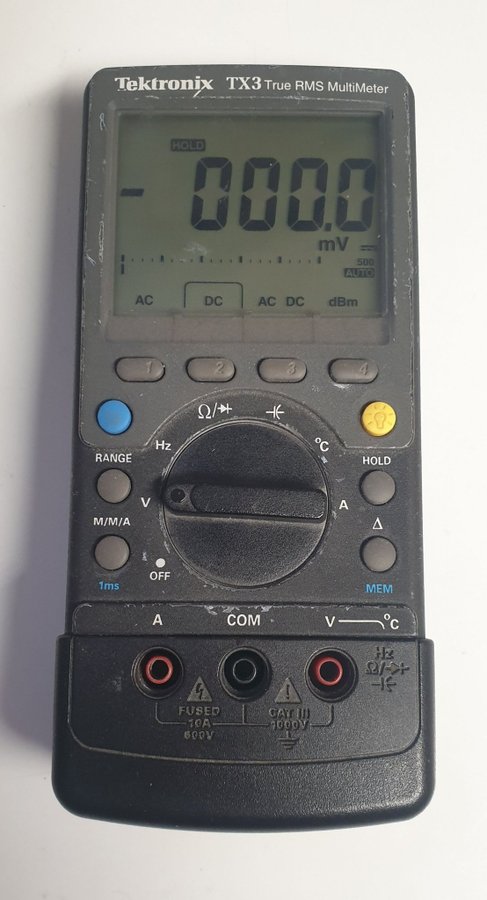 Tektronix TX3 True RMS MultiMeter
HOLD
-000.0
mV
500
AUTO
AC DC AC DC dBm
1 2 3 4
Ω
Hz
°C
RANGE
HOLD
V
A
M/M/A
Δ
OFF
1ms
MEM
A COM V °C
Hz
Ω
FUSED
10A
600V
CAT III
1000V